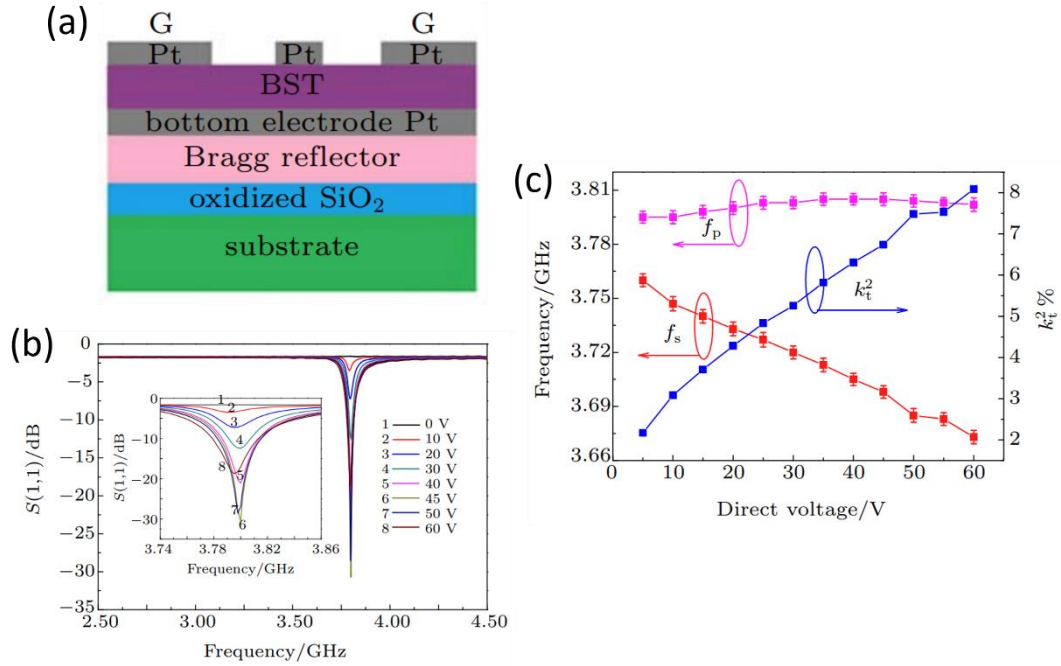 (a)
G G
Pt Pt Pt
BST
bottom electrode Pt
Bragg reflector
oxidized SiO₂
substrate
(b)
S(1,1)/dB
0
−5
−10
−15
−20
−25
−30
−35
2.50 3.00 3.50 4.00 4.50
Frequency/GHz
S(1,1)/dB
0
−10
−20
−30
3.74 3.78 3.82 3.86
Frequency/GHz
1
2
3
4
8
5
7
6
1 0 V
2 10 V
3 20 V
4 30 V
5 40 V
6 45 V
7 50 V
8 60 V
(c)
Frequency/GHz
3.81
3.78
3.75
3.72
3.69
3.66
fₚ
fₛ
kₜ²
8
7
6
5
4
3
2
kₜ² %
0 10 20 30 40 50 60
Direct voltage/V